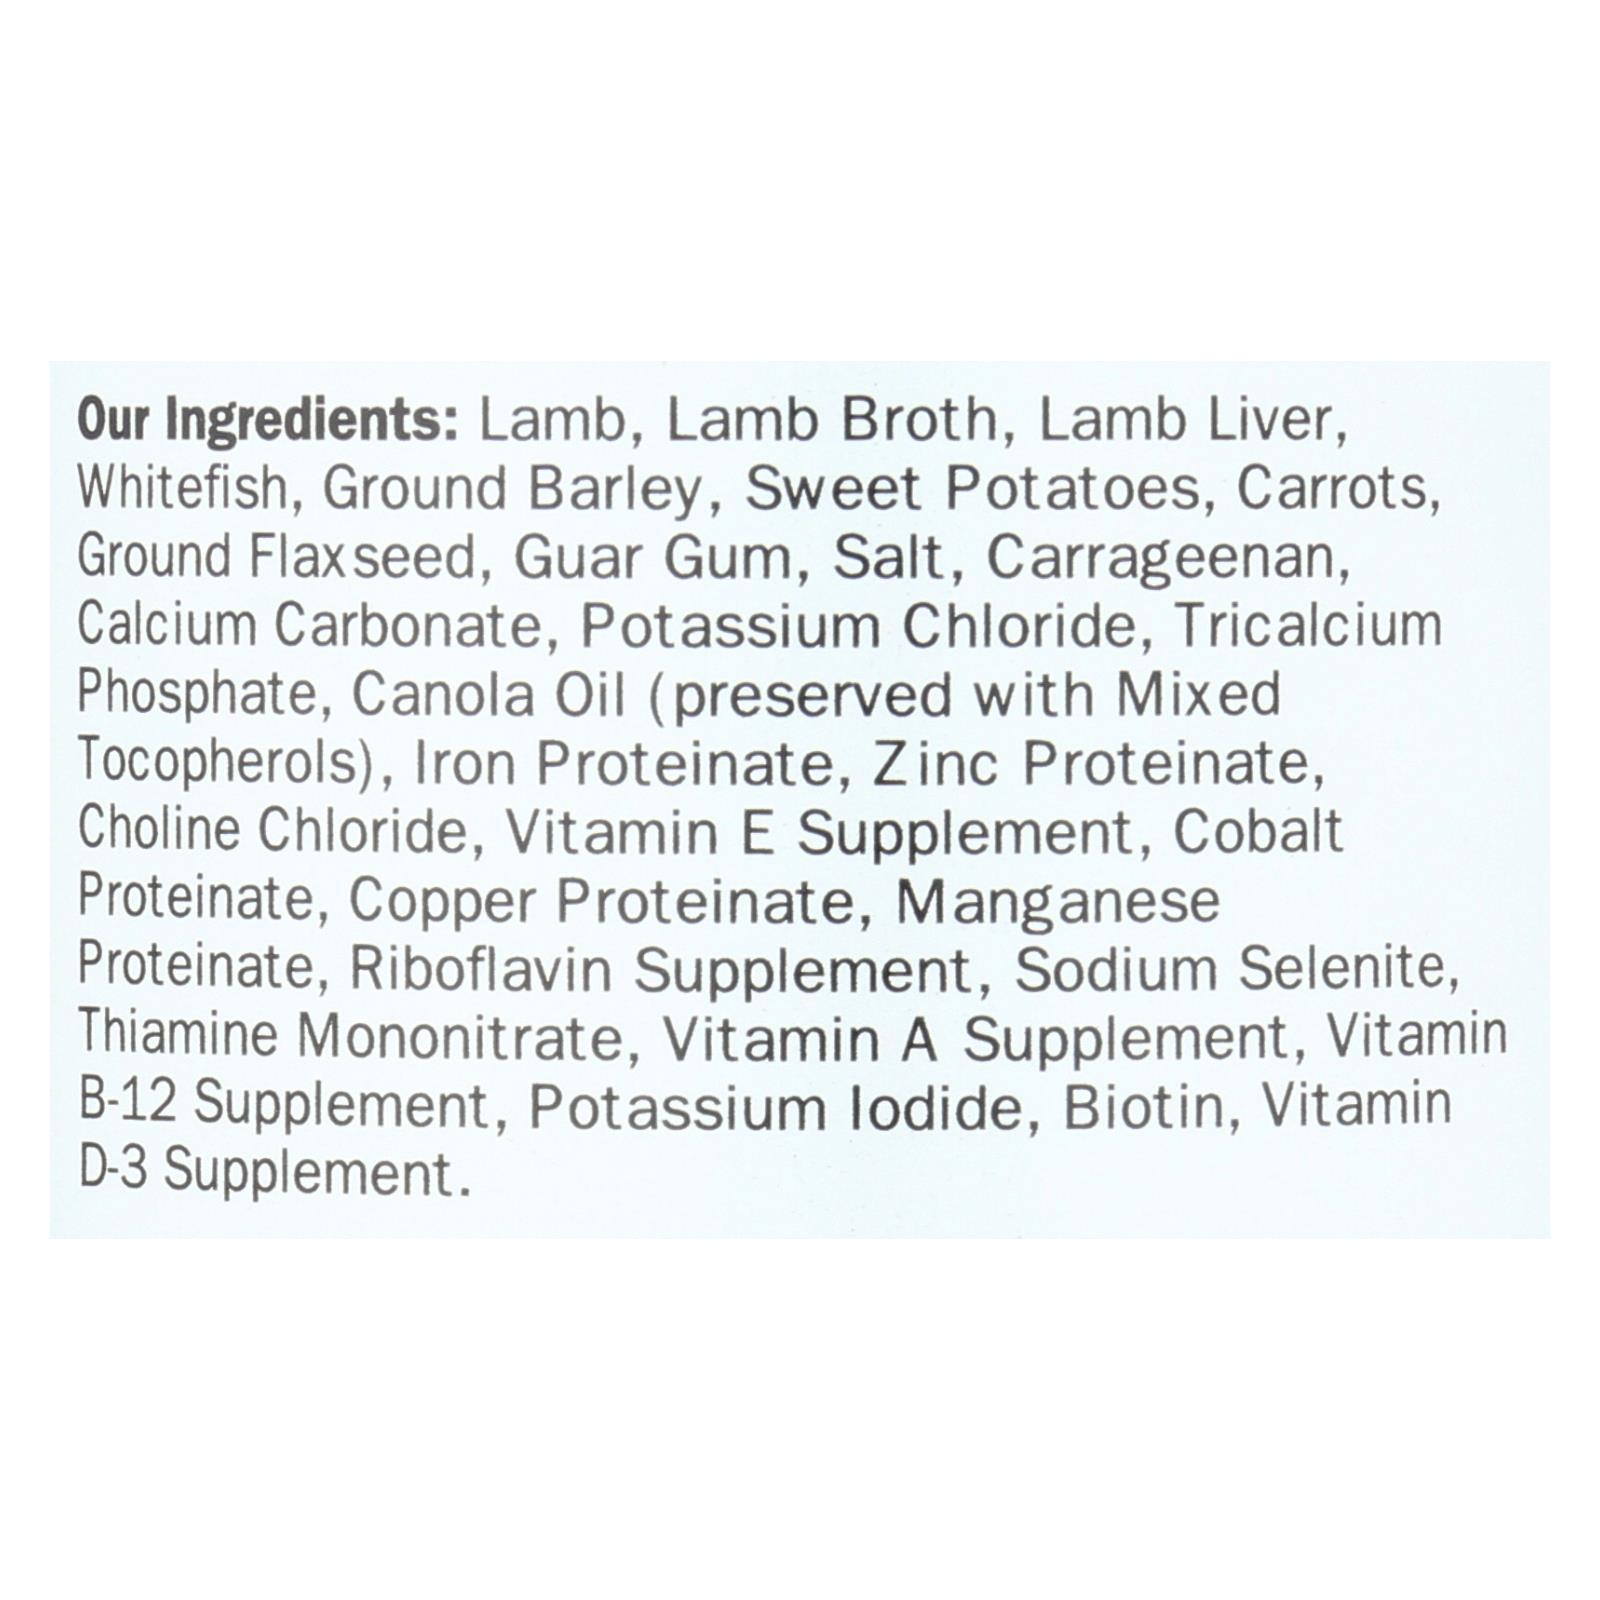 Our Ingredients: Lamb, Lamb Broth, Lamb Liver,
Whitefish, Ground Barley, Sweet Potatoes, Carrots,
Ground Flaxseed, Guar Gum, Salt, Carrageenan,
Calcium Carbonate, Potassium Chloride, Tricalcium
Phosphate, Canola Oil (preserved with Mixed
Tocopherols), Iron Proteinate, Zinc Proteinate,
Choline Chloride, Vitamin E Supplement, Cobalt
Proteinate, Copper Proteinate, Manganese
Proteinate, Riboflavin Supplement, Sodium Selenite,
Thiamine Mononitrate, Vitamin A Supplement, Vitamin
B-12 Supplement, Potassium Iodide, Biotin, Vitamin
D-3 Supplement.